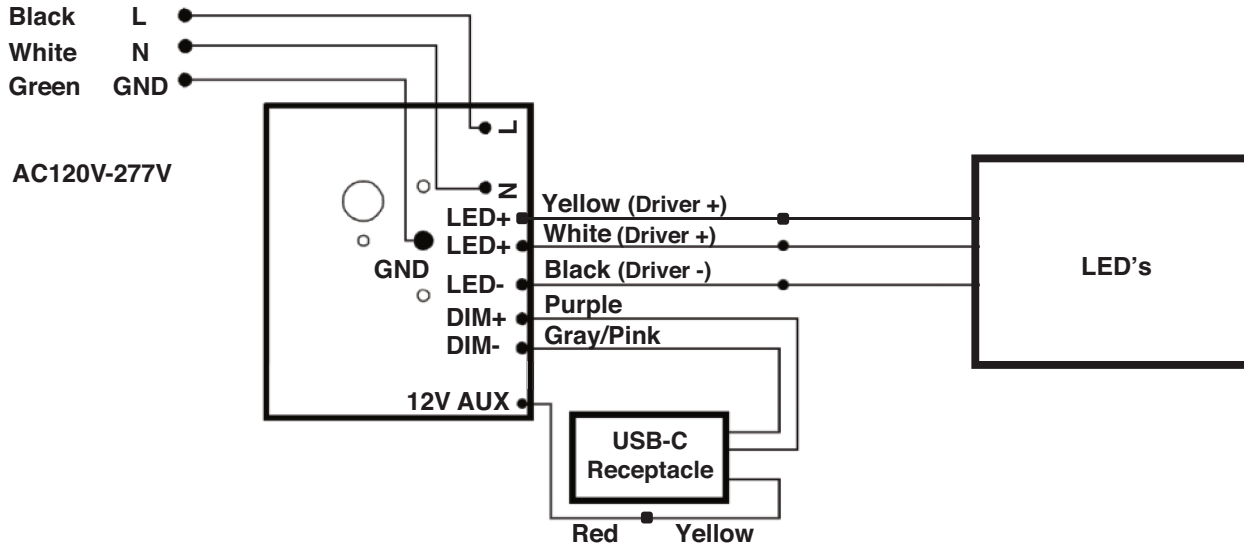 Black L
White N
Green GND
AC120V-277V
L
N
LED+
LED+
GND
LED-
DIM+
DIM-
12V AUX
Yellow (Driver +)
White (Driver +)
Black (Driver -)
Purple
Gray/Pink
LED's
USB-C
Receptacle
Red Yellow